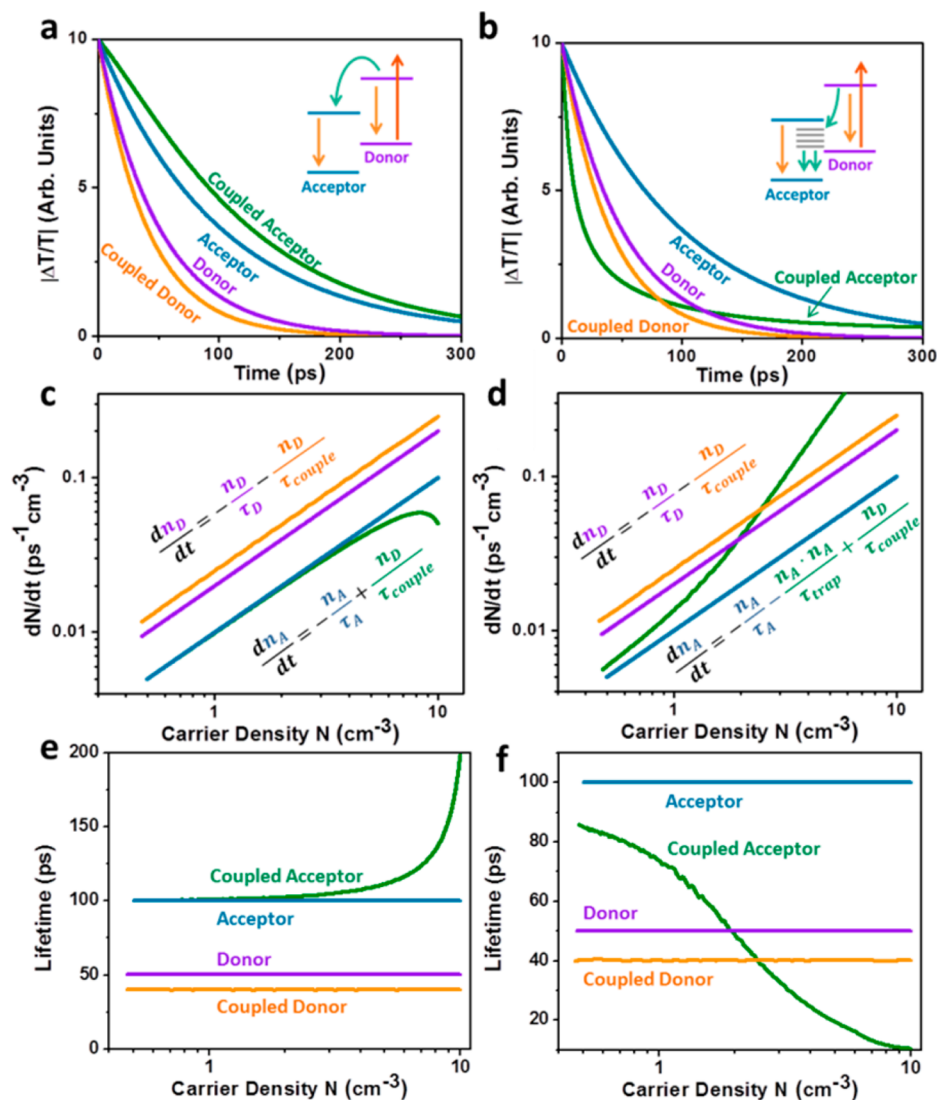 a
10
5
0
|ΔT/T| (Arb. Units)
0
100
200
300
Time (ps)
Coupled Acceptor
Acceptor
Donor
Coupled Donor
Acceptor
Donor
b
10
5
0
|ΔT/T| (Arb. Units)
0
100
200
300
Time (ps)
Acceptor
Donor
Coupled Acceptor
Coupled Donor
Acceptor
Donor
c
0.1
0.01
dN/dt (ps⁻¹cm⁻³)
1
10
Carrier Density N (cm⁻³)
dn_D/dt = - n_D/τ_D - n_D/τ_couple
dn_A/dt = - n_A/τ_A + n_D/τ_couple
d
0.1
0.01
dN/dt (ps⁻¹cm⁻³)
1
10
Carrier Density N (cm⁻³)
dn_D/dt = - n_D/τ_D - n_D/τ_couple
dn_A/dt = - n_A/τ_A - n_A · n_A/τ_trap + n_D/τ_couple
e
200
150
100
50
0
Lifetime (ps)
1
10
Carrier Density N (cm⁻³)
Coupled Acceptor
Acceptor
Donor
Coupled Donor
f
100
80
60
40
20
Lifetime (ps)
1
10
Carrier Density N (cm⁻³)
Acceptor
Coupled Acceptor
Donor
Coupled Donor